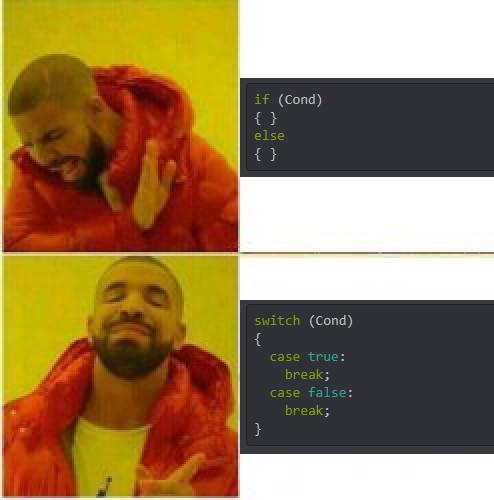 if (Cond)
{ }
else
{ }
switch (Cond)
{
  case true:
    break;
  case false:
    break;
}